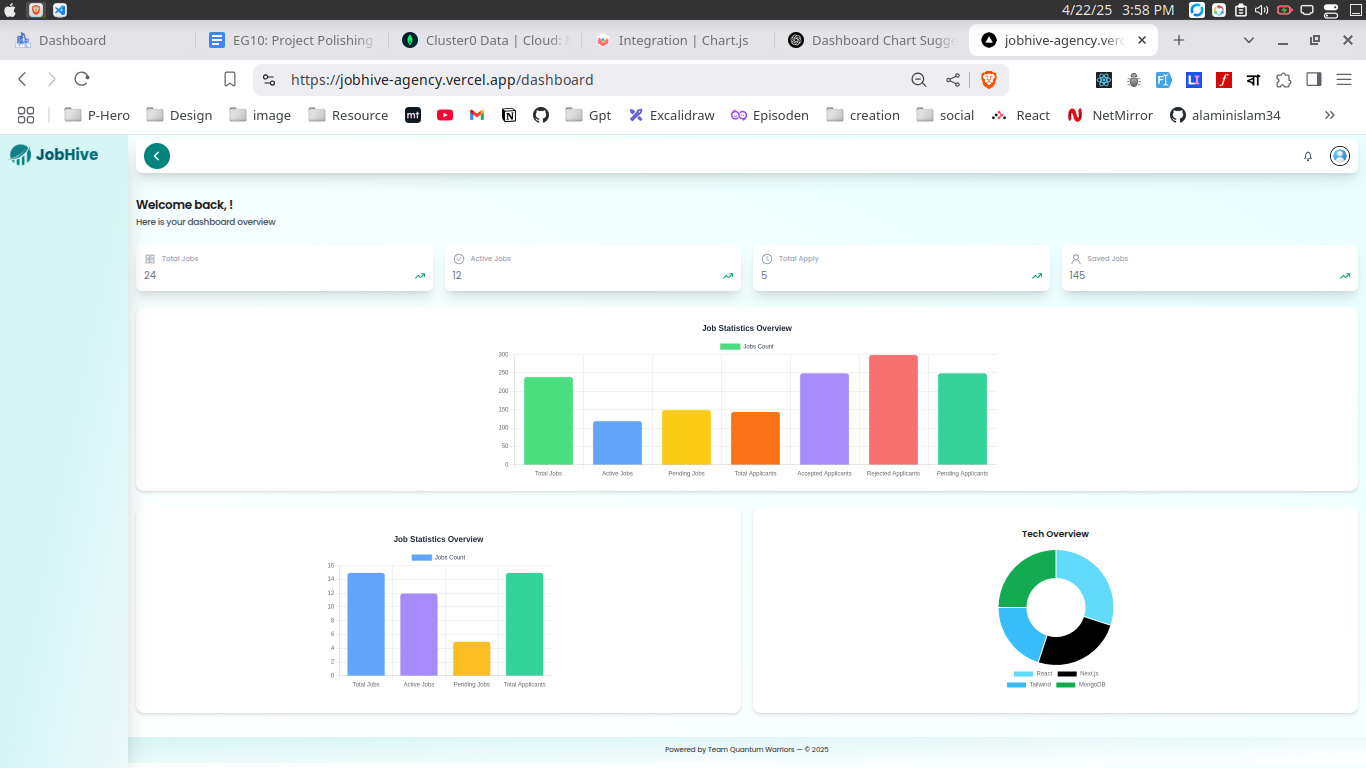 4/22/25 3:58 PM
Dashboard
EG10: Project Polishing
Cluster0 Data | Cloud:
Integration | Chart.js
Dashboard Chart Sugge
jobhive-agency.verc
https://jobhive-agency.vercel.app/dashboard
P-Hero Design image Resource mt Gpt Excalidraw Episoden creation social React NetMirror alaminislam34
JobHive
Welcome back, !
Here is your dashboard overview
Total Jobs
24
Active Jobs
12
Total Apply
5
Saved Jobs
145
Job Statistics Overview
Jobs Count
300
250
200
150
100
50
0
Total Jobs Active Jobs Pending Jobs Total Applicants Accepted Applicants Rejected Applicants Pending Applicants
Job Statistics Overview
Jobs Count
16
14
12
10
8
6
4
2
0
Total Jobs Active Jobs Pending Jobs Total Applicants
Tech Overview
React Next.js
Tailwind MongoDB
Powered by Team Quantum Warriors — © 2025